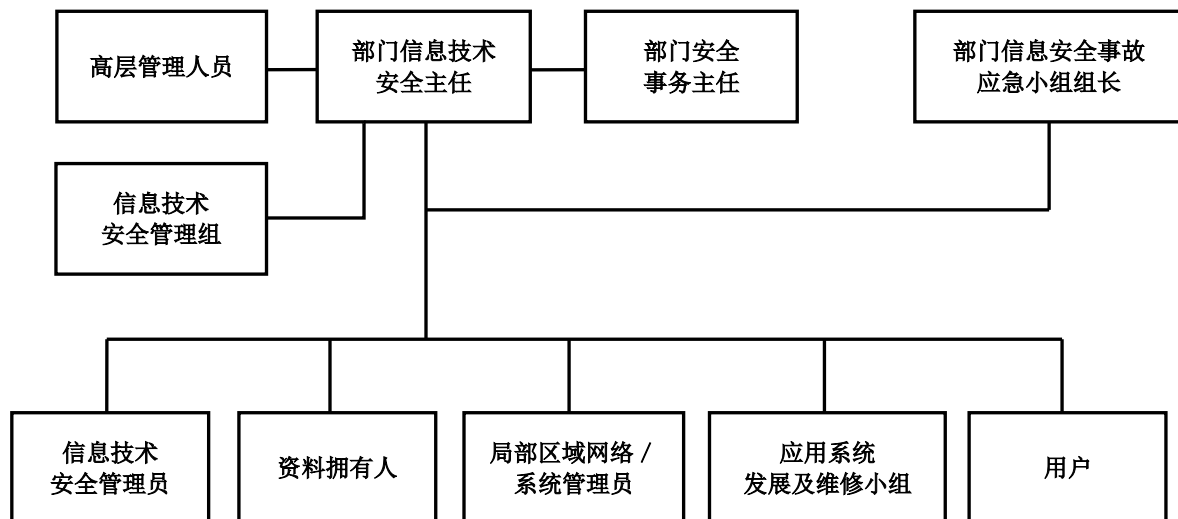 高层管理人员
部门信息技术
安全主任
部门安全
事务主任
部门信息安全事故
应急小组组长
信息技术
安全管理组
信息技术
安全管理员
资料拥有人
局部区域网络 /
系统管理员
应用系统
发展及维修小组
用户